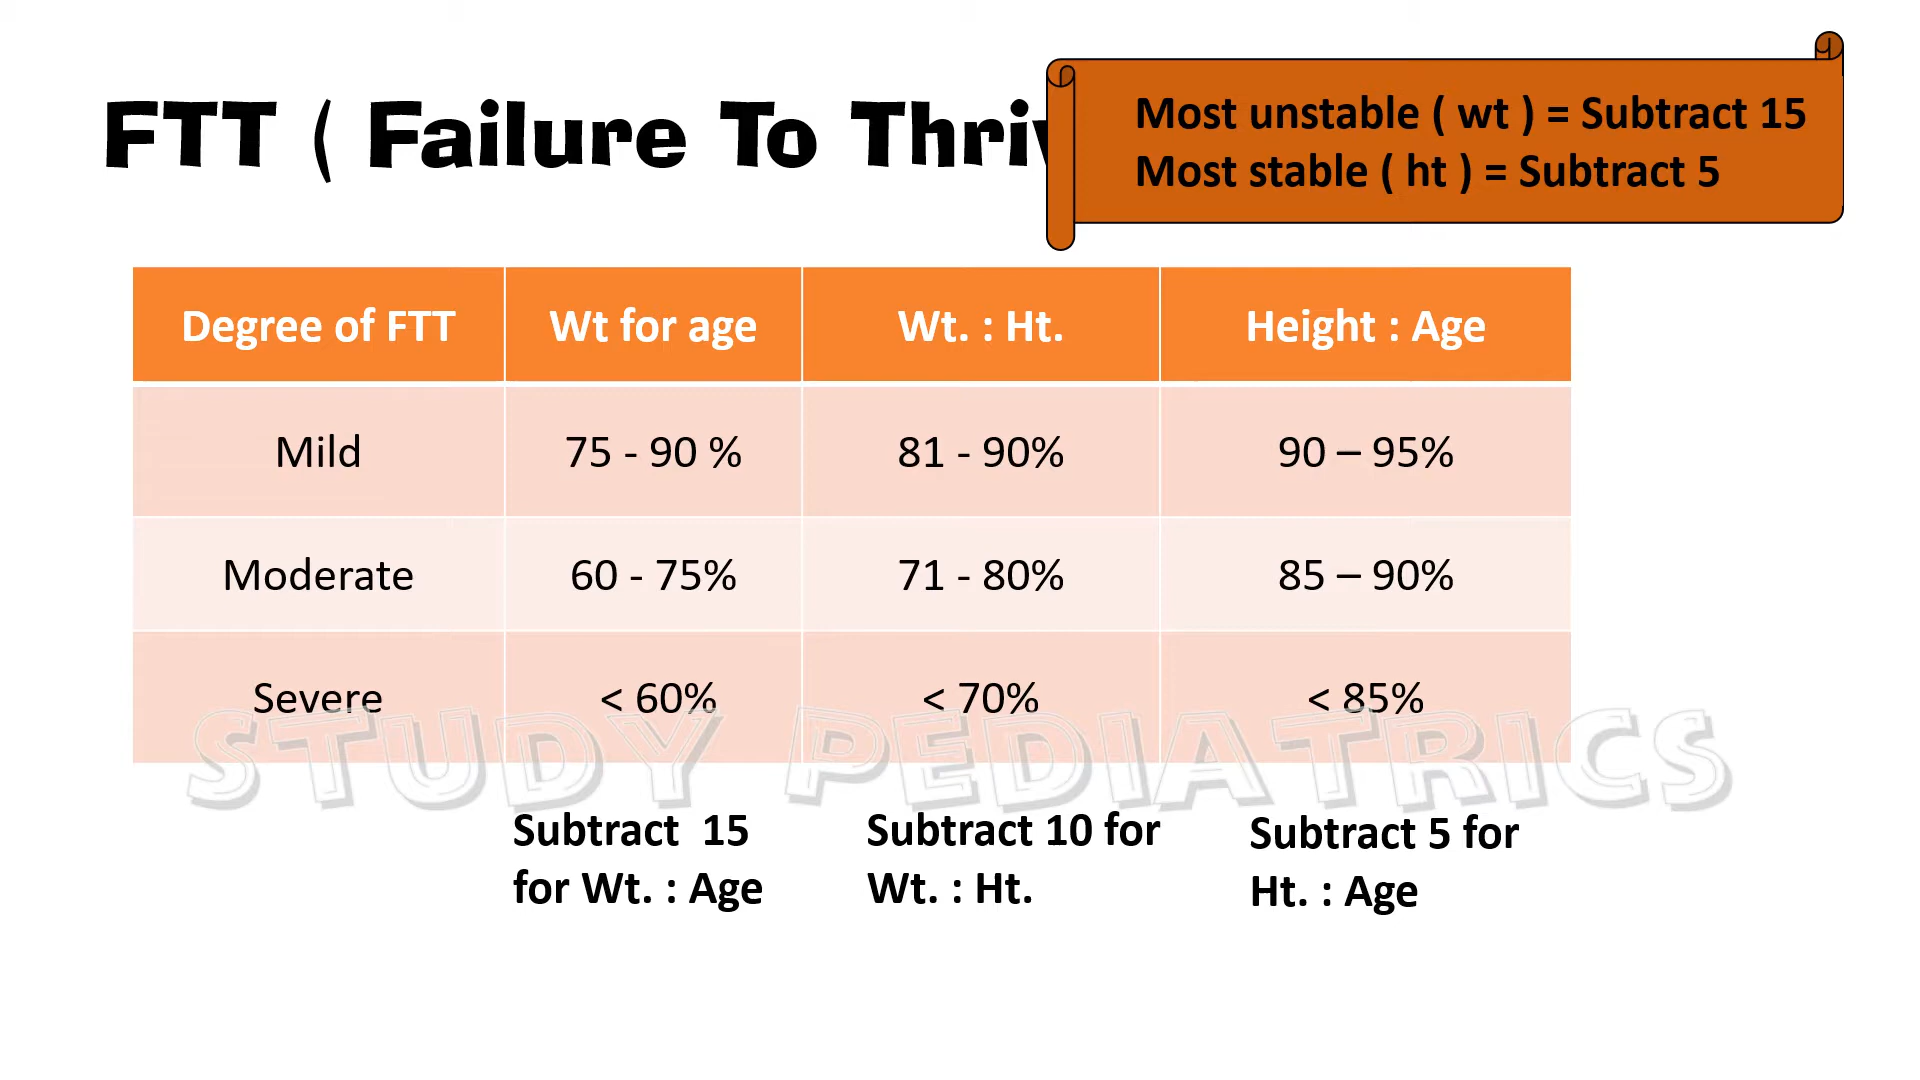 FTT ( Failure To Thriv
Most unstable ( wt ) = Subtract 15
Most stable ( ht ) = Subtract 5
Degree of FTT Wt for age Wt. : Ht. Height : Age
Mild 75 - 90 % 81 - 90% 90 – 95%
Moderate 60 - 75% 71 - 80% 85 – 90%
Severe < 60% < 70% < 85%
STUDY PEDIATRICS
Subtract 15
for Wt. : Age
Subtract 10 for
Wt. : Ht.
Subtract 5 for
Ht. : Age